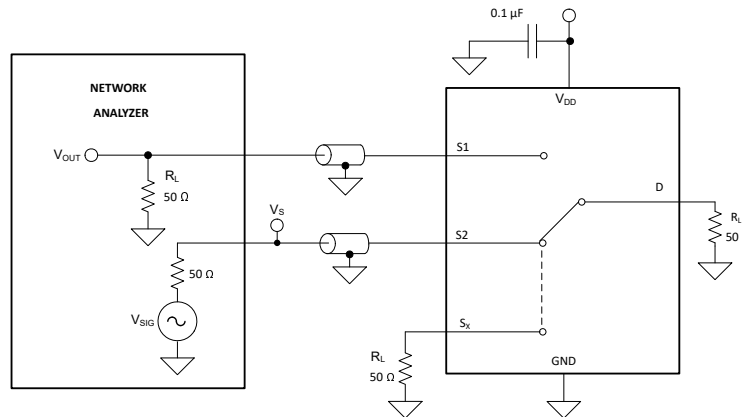 0.1 µF
NETWORK
ANALYZER
VDD
VOUT
S1
RL
50 Ω
D
VS
RL
50
S2
50 Ω
VSIG
SX
RL
50 Ω
GND